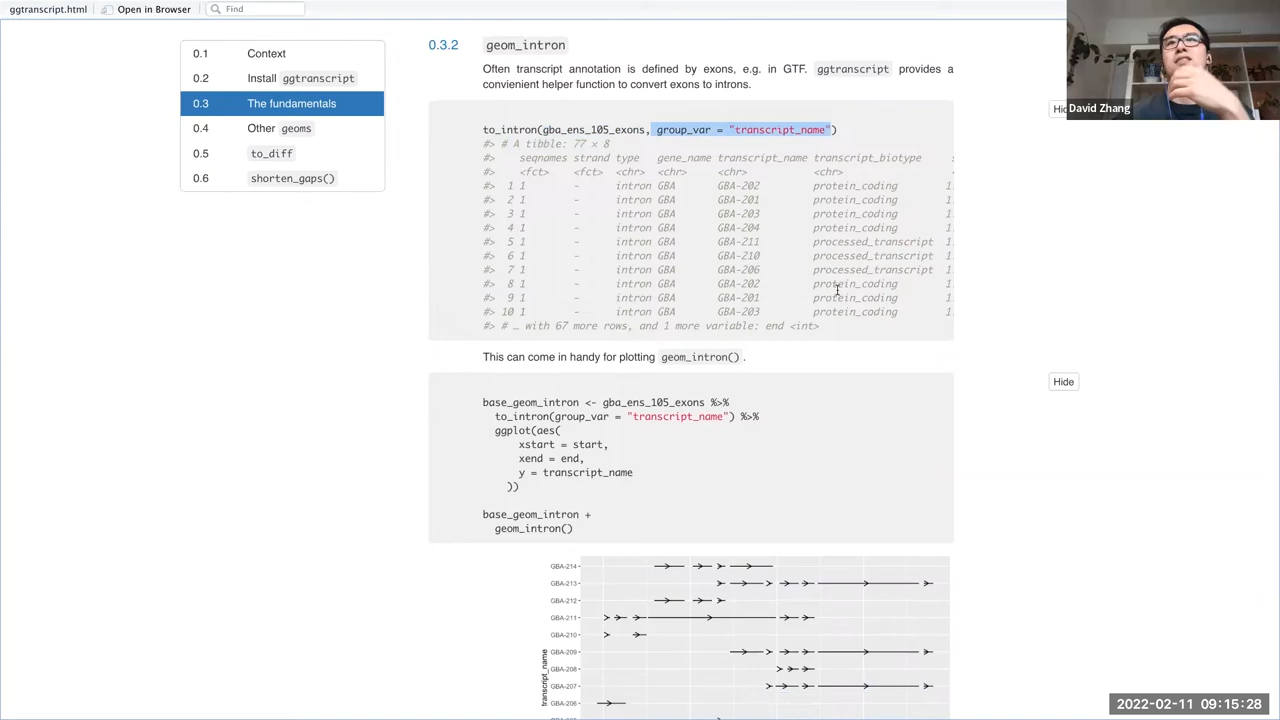 ggtranscript.html
Open in Browser
Find
0.1 Context
0.2 Install ggtranscript
0.3 The fundamentals
0.4 Other geoms
0.5 to_diff
0.6 shorten_gaps()
0.3.2 geom_intron
Often transcript annotation is defined by exons, e.g. in GTF. ggtranscript provides a
convienient helper function to convert exons to introns.
David Zhang
to_intron(gba_ens_105_exons, group_var = "transcript_name")
#> # A tibble: 77 × 8
#> seqnames strand type gene_name transcript_name transcript_biotype
#> <fct> <fct> <chr> <chr> <chr> <chr>
#> 1 1 - intron GBA GBA-202 protein_coding 1
#> 2 1 - intron GBA GBA-201 protein_coding 1
#> 3 1 - intron GBA GBA-203 protein_coding 1
#> 4 1 - intron GBA GBA-204 protein_coding 1
#> 5 1 - intron GBA GBA-211 processed_transcript 1
#> 6 1 - intron GBA GBA-210 processed_transcript 1
#> 7 1 - intron GBA GBA-206 processed_transcript 1
#> 8 1 - intron GBA GBA-202 protein_coding 1
#> 9 1 - intron GBA GBA-201 protein_coding 1
#> 10 1 - intron GBA GBA-203 protein_coding 1
#> # … with 67 more rows, and 1 more variable: end <int>
This can come in handy for plotting geom_intron() .
Hide
base_geom_intron <- gba_ens_105_exons %>%
to_intron(group_var = "transcript_name") %>%
ggplot(aes(
xstart = start,
xend = end,
y = transcript_name
))
base_geom_intron +
geom_intron()
GBA-214
GBA-213
GBA-212
GBA-211
GBA-210
GBA-209
GBA-208
GBA-207
GBA-206
transcript_name
2022-02-11 09:15:28